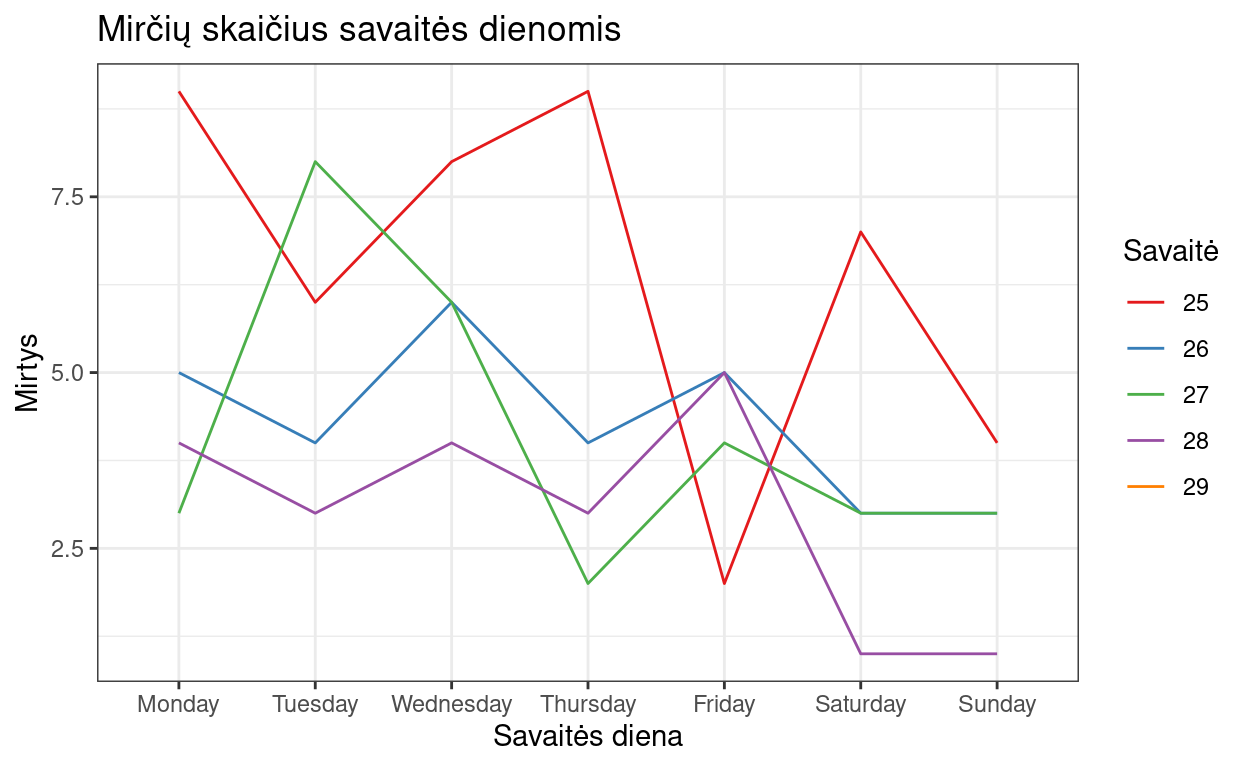 Mirčių skaičius savaitės dienomis
Mirtys
7.5
5.0
2.5
Monday Tuesday Wednesday Thursday Friday Saturday Sunday
Savaitės diena
Savaitė
25
26
27
28
29